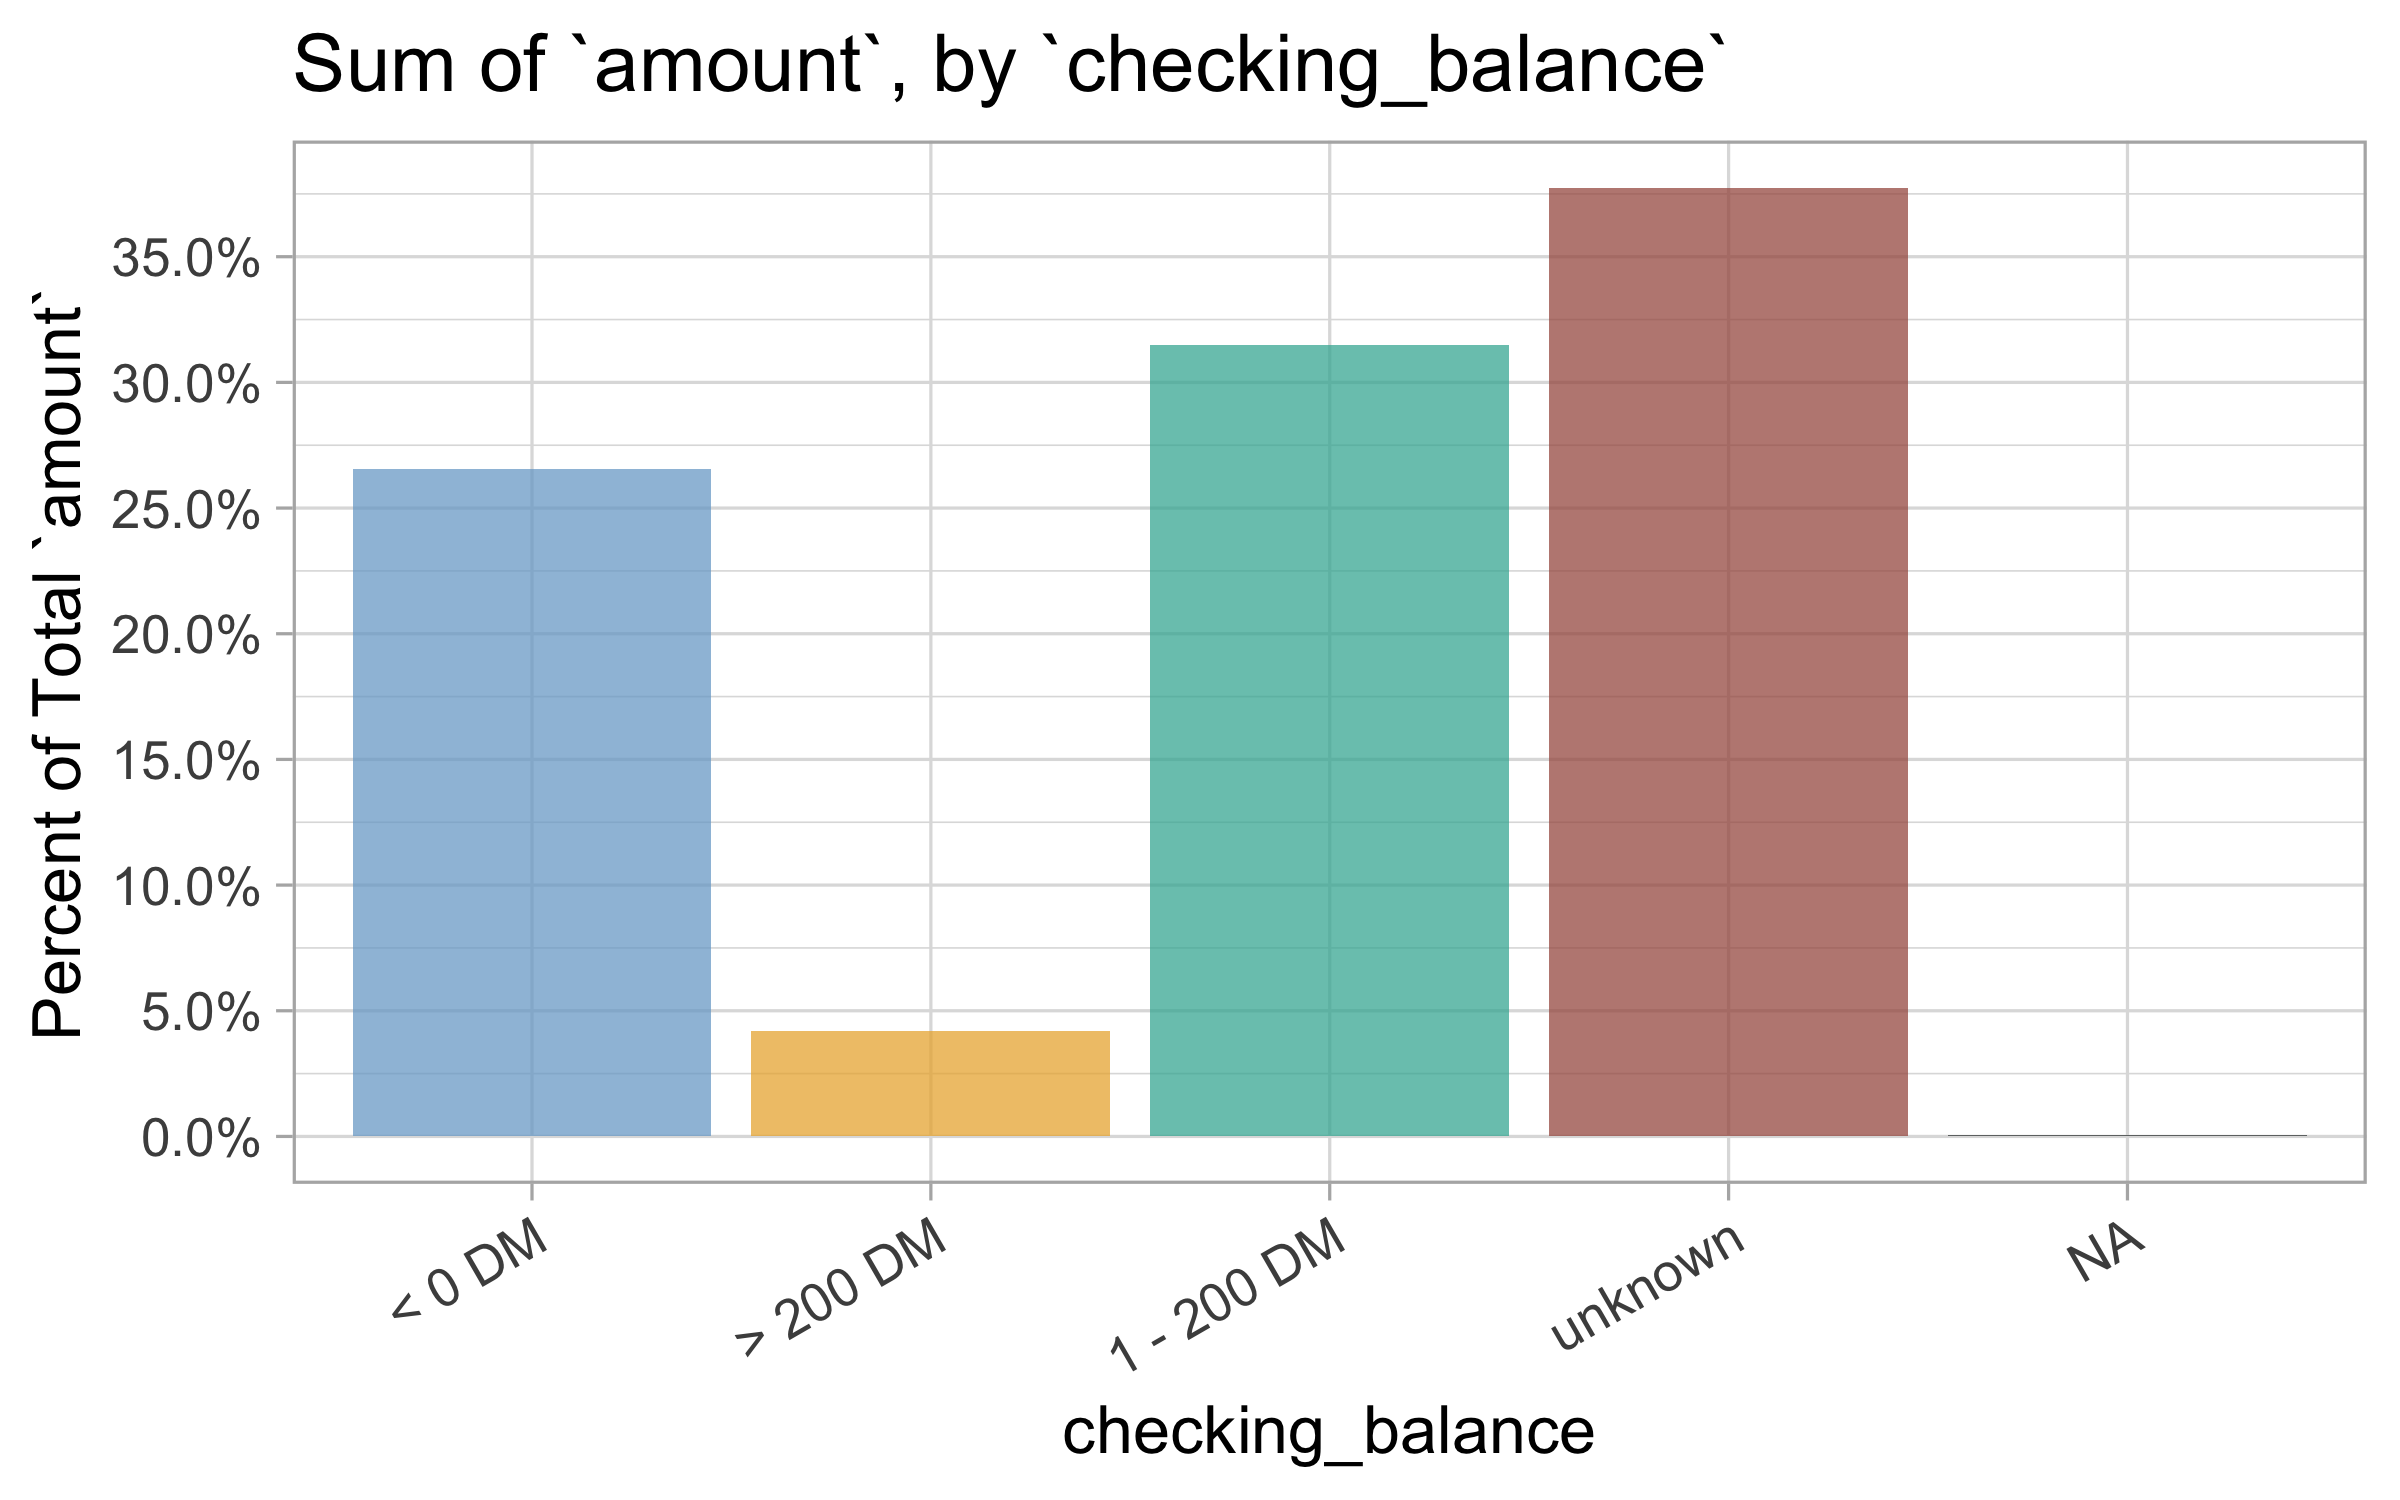 Sum of `amount`, by `checking_balance`
Percent of Total `amount`
35.0%
30.0%
25.0%
20.0%
15.0%
10.0%
5.0%
0.0%
< 0 DM
> 200 DM
1 - 200 DM
unknown
NA
checking_balance